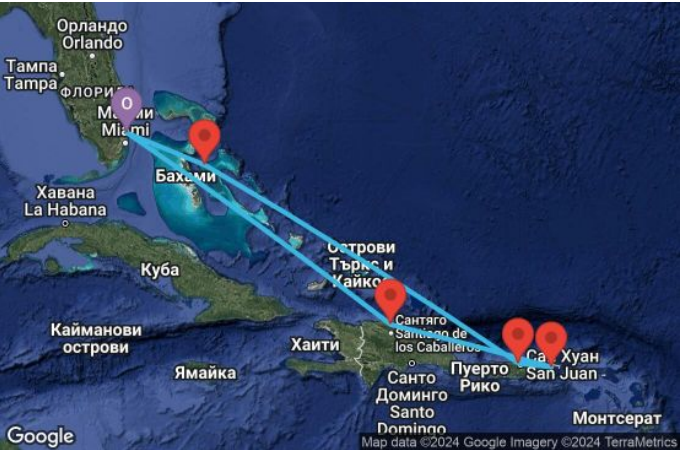 Орландо
Orlando
Тампа
Tampa
ФЛОРИД
O
Маями
Miami
Бахами
Хавана
La Habana
Куба
Острови
Търкс и
Кайкос
Кайманови
острови
Ямайка
Хаити
Сантяго
Santiago de
los Caballeros
Санто
Доминго
Santo
Domingo
Пуерто
Рико
Сан Хуан
San Juan
Монтсерат
Google
Map data ©2024 Google Imagery ©2024 TerraMetrics